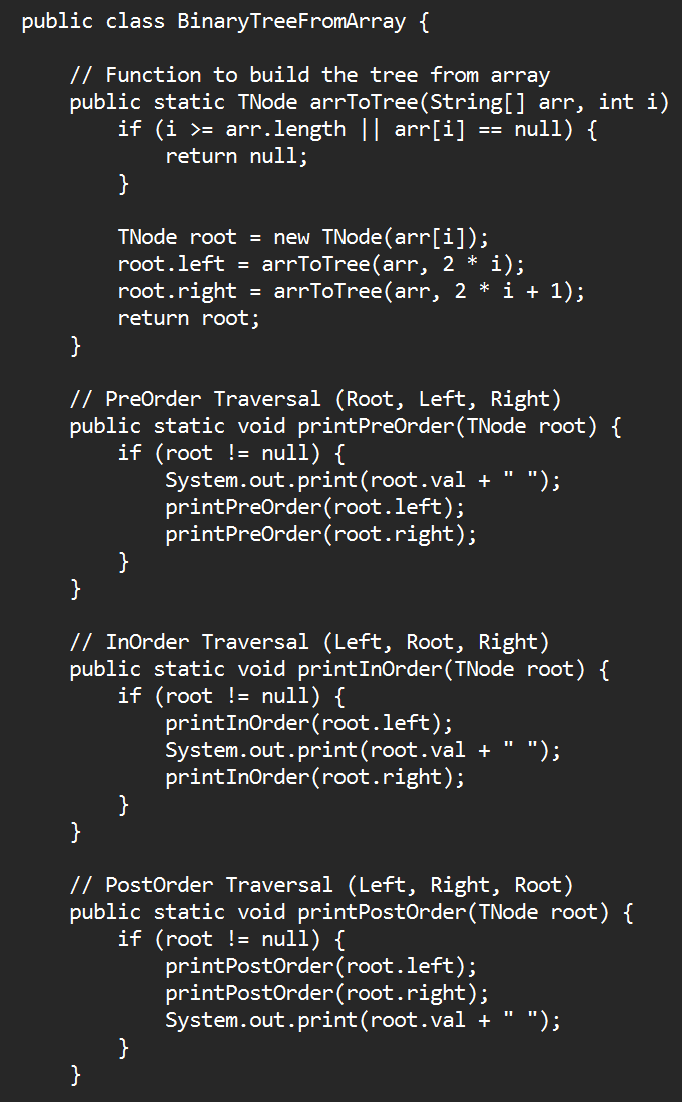 public class BinaryTreeFromArray {
    // Function to build the tree from array
    public static TNode arrToTree(String[] arr, int i)
        if (i >= arr.length || arr[i] == null) {
            return null;
        }
        TNode root = new TNode(arr[i]);
        root.left = arrToTree(arr, 2 * i);
        root.right = arrToTree(arr, 2 * i + 1);
        return root;
    }
    // PreOrder Traversal (Root, Left, Right)
    public static void printPreOrder(TNode root) {
        if (root != null) {
            System.out.print(root.val + " ");
            printPreOrder(root.left);
            printPreOrder(root.right);
        }
    }
    // InOrder Traversal (Left, Root, Right)
    public static void printInOrder(TNode root) {
        if (root != null) {
            printInOrder(root.left);
            System.out.print(root.val + " ");
            printInOrder(root.right);
        }
    }
    // PostOrder Traversal (Left, Right, Root)
    public static void printPostOrder(TNode root) {
        if (root != null) {
            printPostOrder(root.left);
            printPostOrder(root.right);
            System.out.print(root.val + " ");
        }
    }